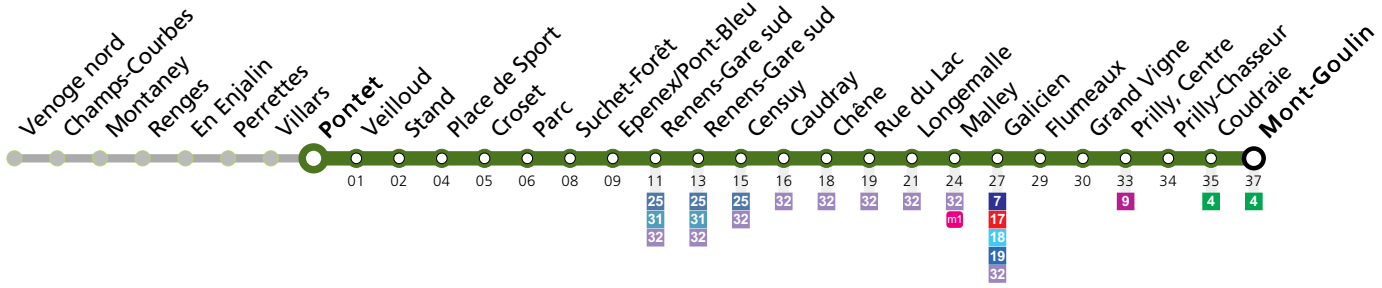 Venoge nord
Champs-Courbes
Montaney
Renges
En Enjalin
Perrettes
Villars
Pontet
Veilloud
Stand
Place de Sport
Croset
Parc
Suchet-Forêt
Epenex/Pont-Bleu
Renens-Gare sud
Renens-Gare sud
Censuy
Caudray
Chêne
Rue du Lac
Longemalle
Malley
Galicien
Flumeaux
Grand Vigne
Prilly, Centre
Prilly-Chasseur
Coudraie
Mont-Goulin
01 02 04 05 06 08 09 11 13 15 16 18 19 21 24 27 29 30 33 34 35 37
25 25 25 32 32 32 32 32 7 9 4 4
31 31 32 m1 17
32 32 18
19
32